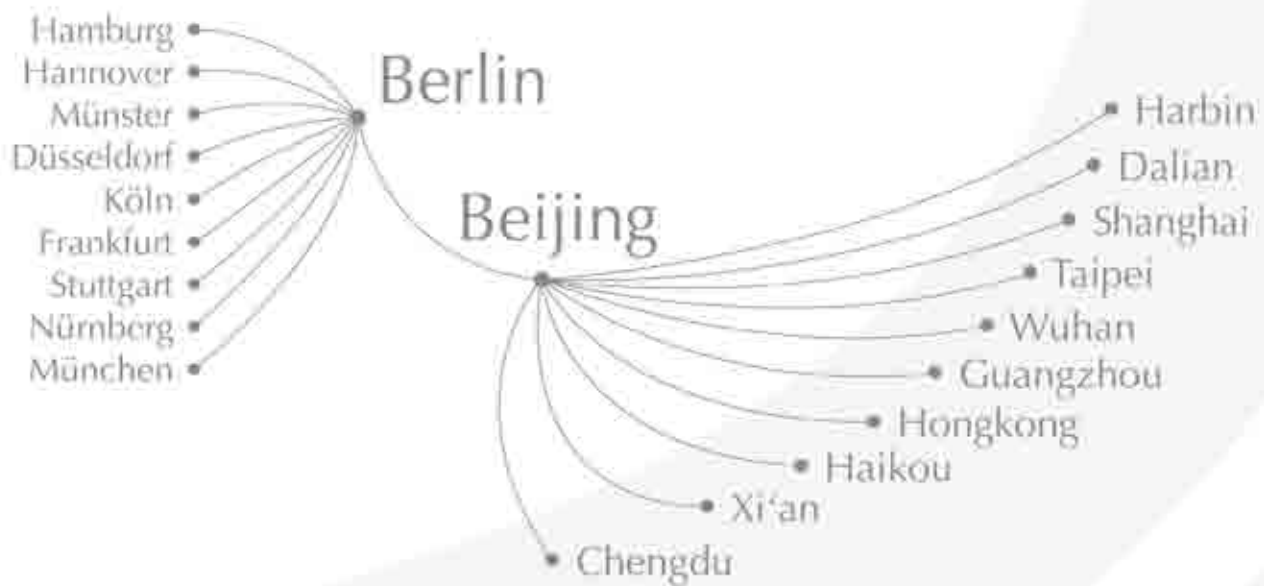 Hamburg
Hannover
Münster
Düsseldorf
Köln
Frankfurt
Stuttgart
Nürnberg
München
Berlin
Beijing
Harbin
Dalian
Shanghai
Taipei
Wuhan
Guangzhou
Hongkong
Haikou
Xi‘an
Chengdu